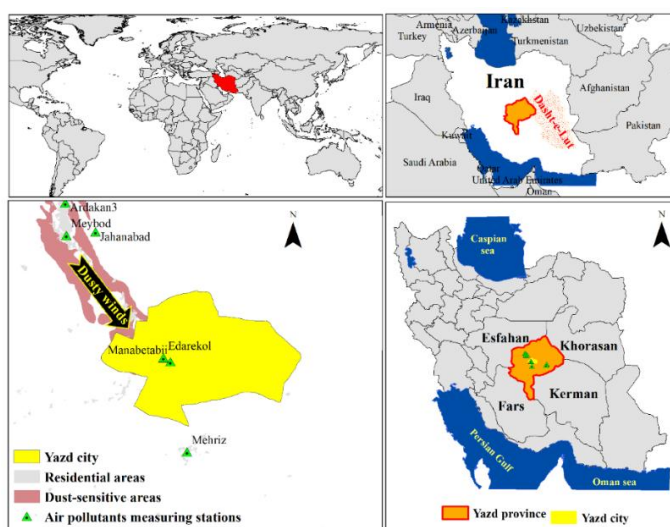 Kazakhstan
Armenia
Azerbaijan
Uzbekistan
Turkey
Turkmenistan
N
Iran
Afghanistan
Iraq
Dasht-e-Lut
Pakistan
Kuwait
Saudi Arabia
Qatar
United Arab Emirates
Oman
Ardakan3
Meybod
Jahanabad
N
Dusty winds
Manabetabii
Edarekol
Mehriz
Yazd city
Residential areas
Dust-sensitive areas
Air pollutants measuring stations
N
Caspian
sea
Esfahan
Khorasan
Kerman
Fars
Persian Gulf
Oman sea
Yazd province
Yazd city